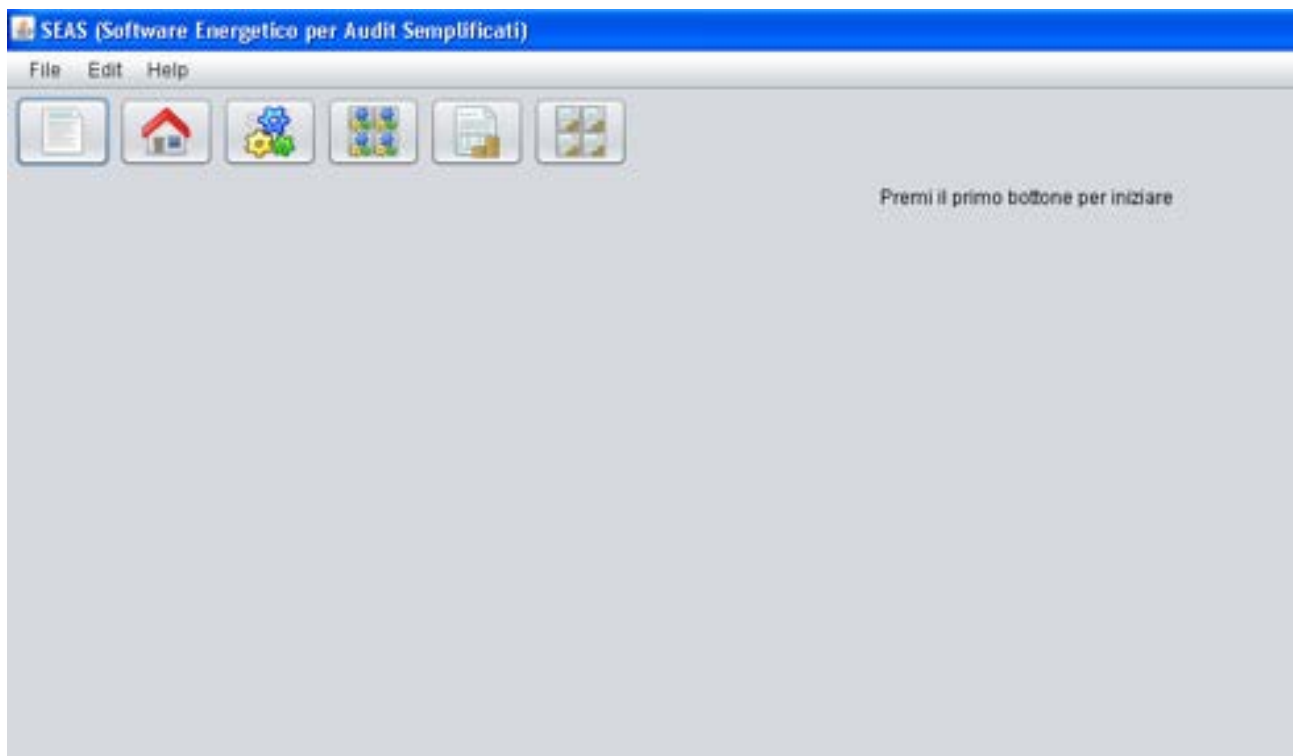 SEAS (Software Energetico per Audit Semplificati)
File Edit Help
Premi il primo bottone per iniziare